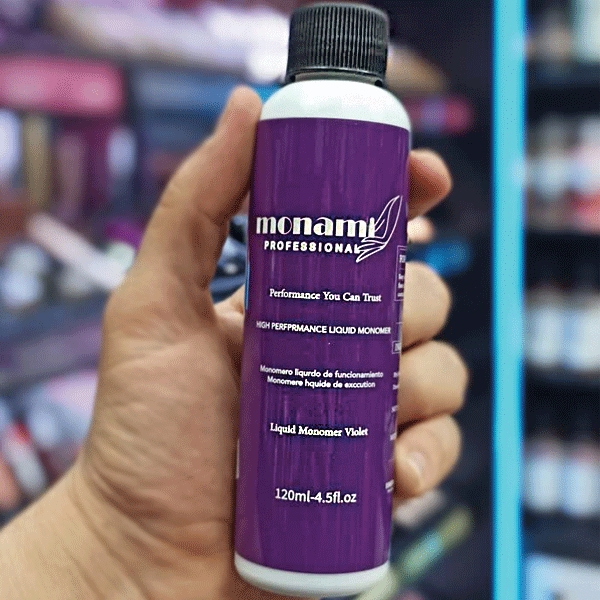 monami
PROFESSIONAL
Performance You Can Trust
HIGH PERFPRMANCE LIQUID MONOMER
Monomero liqurdo de funcionamiento
Monomere hquide de exccution
Liquid Monomer Violet
120ml-4.5fl.oz